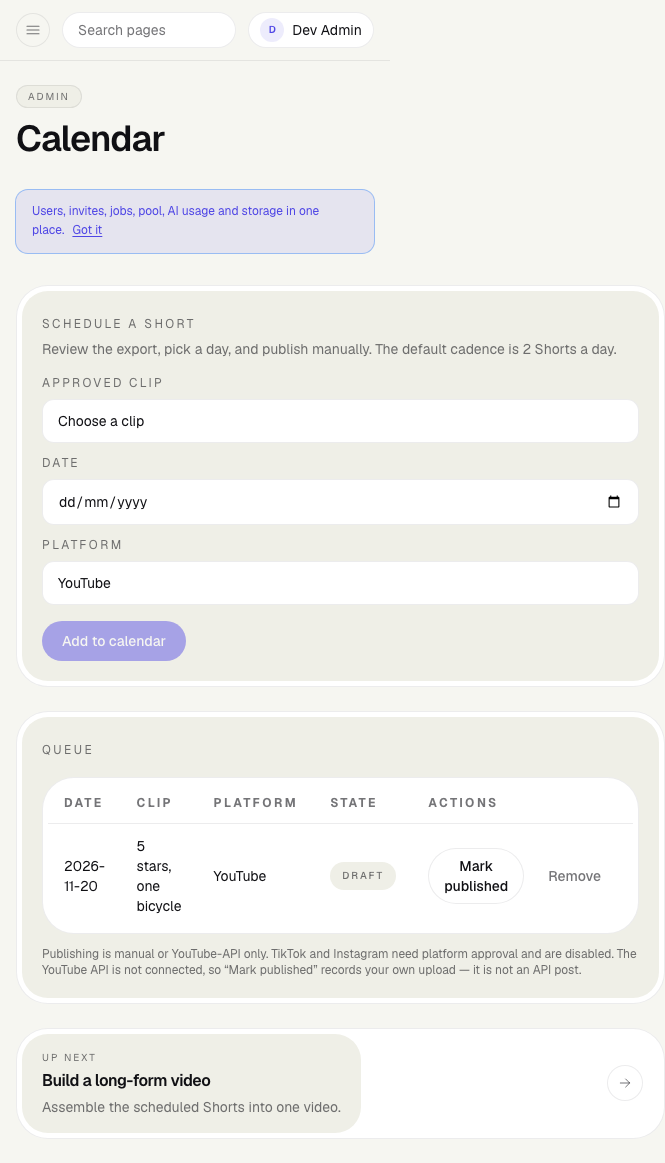 Search pages
D
Dev Admin
ADMIN
Calendar
Users, invites, jobs, pool, AI usage and storage in one
place. Got it
SCHEDULE A SHORT
Review the export, pick a day, and publish manually. The default cadence is 2 Shorts a day.
APPROVED CLIP
Choose a clip
DATE
dd/mm/yyyy
PLATFORM
YouTube
Add to calendar
QUEUE
DATE CLIP PLATFORM STATE ACTIONS
2026-
11-20
5
stars,
one
bicycle
YouTube
DRAFT
Mark
published
Remove
Publishing is manual or YouTube-API only. TikTok and Instagram need platform approval and are disabled. The
YouTube API is not connected, so “Mark published” records your own upload — it is not an API post.
UP NEXT
Build a long-form video
Assemble the scheduled Shorts into one video.